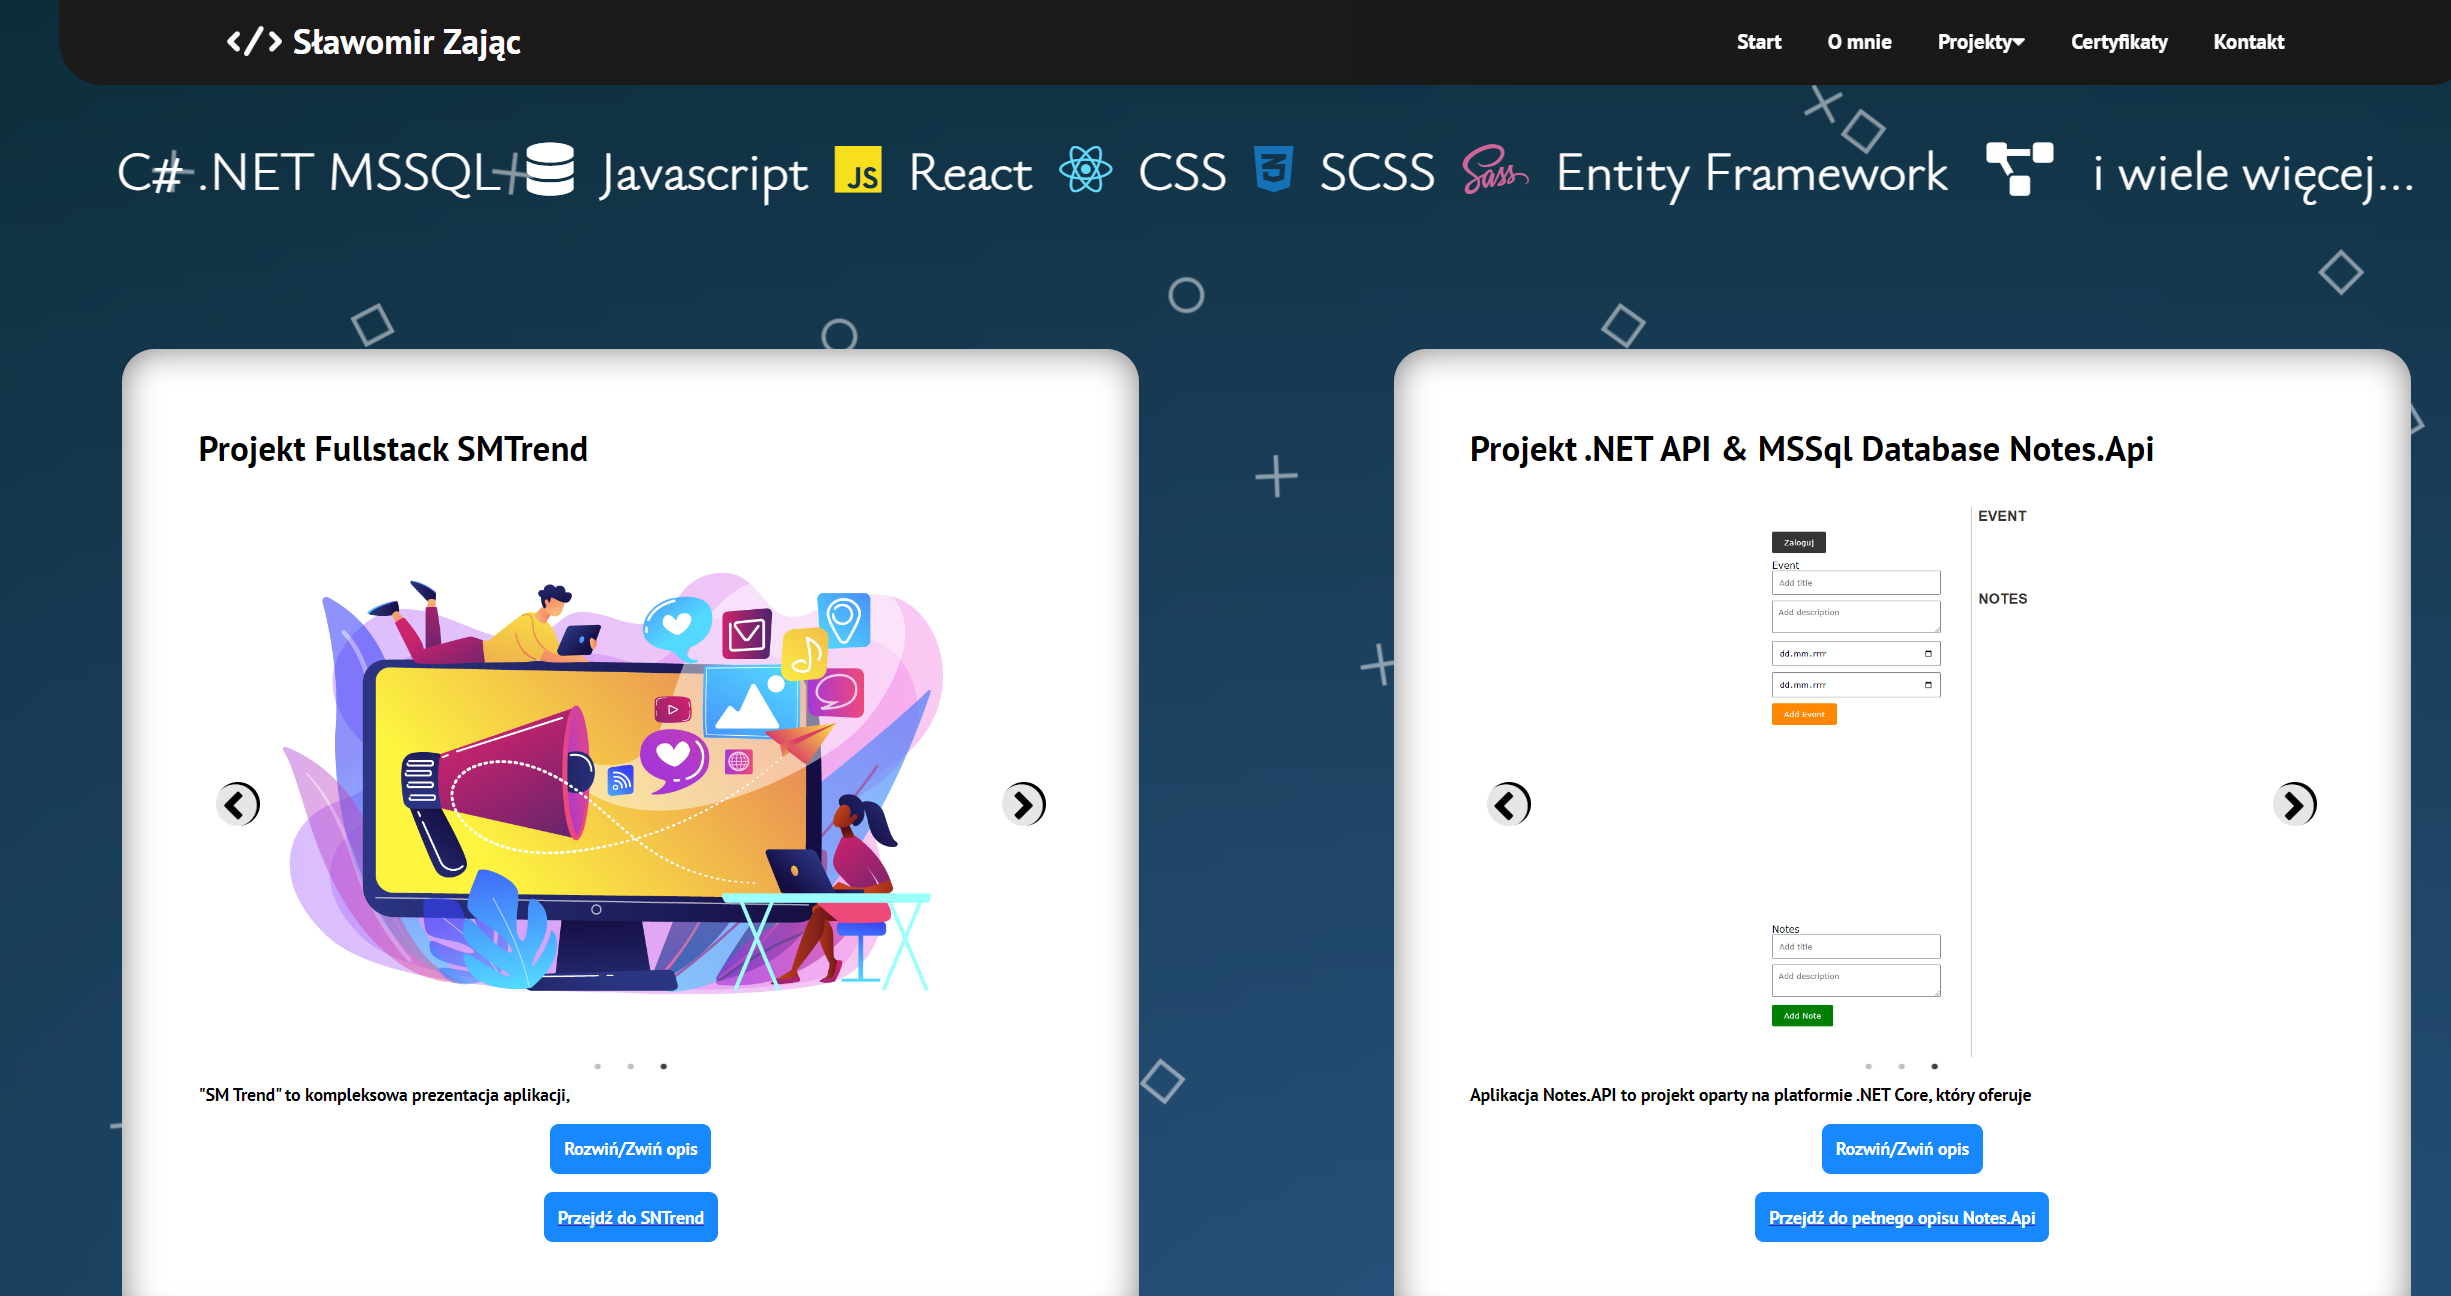 </> Sławomir Zając
Start O mnie Projekty Certyfikaty Kontakt
C# .NET MSSQL Javascript JS React CSS 3 SCSS Sass Entity Framework i wiele więcej...
Projekt Fullstack SMTrend
"SM Trend" to kompleksowa prezentacja aplikacji,
Rozwiń/Zwiń opis
Przejdź do SNTrend
Projekt .NET API & MSSql Database Notes.Api
Zaloguj
Event
Add title
Add description
dd.mm.rrrr
dd.mm.rrrr
Add Event
Notes
Add title
Add description
Add Note
EVENT
NOTES
Aplikacja Notes.API to projekt oparty na platformie .NET Core, który oferuje
Rozwiń/Zwiń opis
Przejdź do pełnego opisu Notes.Api